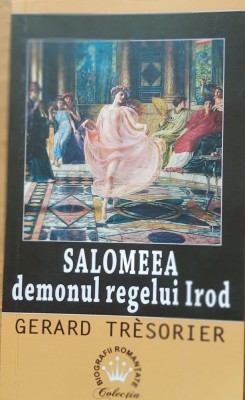 SALOMEEA
demonul regelui Irod
GERARD TRÈSORIER
BIOGRAFII ROMANȚATE
Colecția